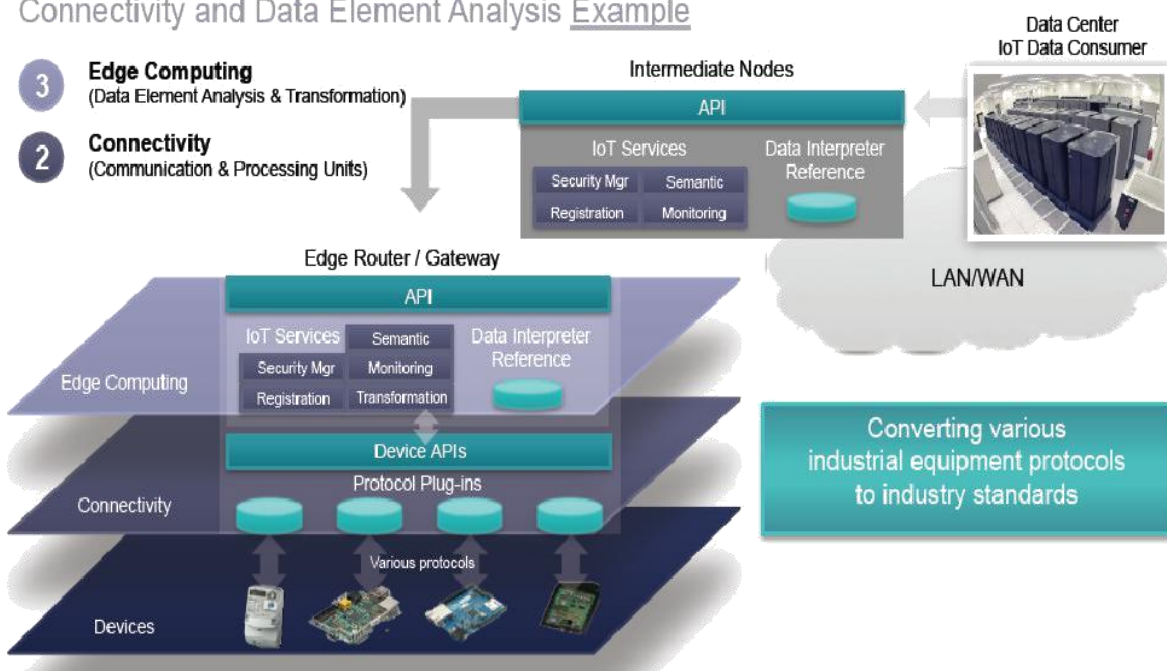 Connectivity and Data Element Analysis Example
Data Center
IoT Data Consumer
3
Edge Computing
(Data Element Analysis & Transformation)
2
Connectivity
(Communication & Processing Units)
Intermediate Nodes
API
IoT Services
Security Mgr
Semantic
Registration
Monitoring
Data Interpreter
Reference
LAN/WAN
Edge Router / Gateway
API
IoT Services
Semantic
Security Mgr
Monitoring
Registration
Transformation
Data Interpreter
Reference
Edge Computing
Device APIs
Protocol Plug-ins
Connectivity
Various protocols
Devices
Converting various
industrial equipment protocols
to industry standards